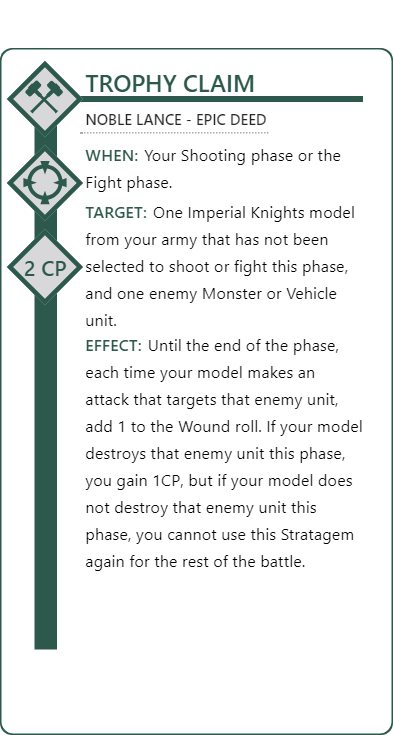 TROPHY CLAIM
NOBLE LANCE - EPIC DEED
WHEN: Your Shooting phase or the
Fight phase.
TARGET: One Imperial Knights model
from your army that has not been
selected to shoot or fight this phase,
2 CP
and one enemy Monster or Vehicle
unit.
EFFECT: Until the end of the phase,
each time your model makes an
attack that targets that enemy unit,
add 1 to the Wound roll. If your model
destroys that enemy unit this phase,
you gain 1CP, but if your model does
not destroy that enemy unit this
phase, you cannot use this Stratagem
again for the rest of the battle.